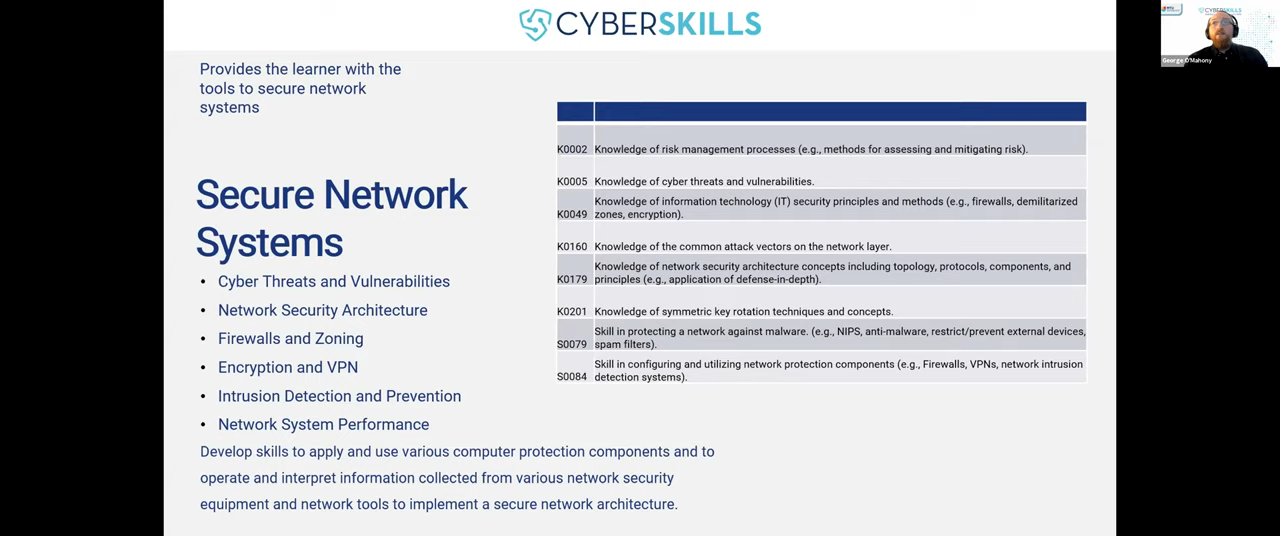 CYBERSKILLS
Provides the learner with the
tools to secure network
systems
Secure Network
Systems
• Cyber Threats and Vulnerabilities
• Network Security Architecture
• Firewalls and Zoning
• Encryption and VPN
• Intrusion Detection and Prevention
• Network System Performance
Develop skills to apply and use various computer protection components and to
operate and interpret information collected from various network security
equipment and network tools to implement a secure network architecture.
K0002 Knowledge of risk management processes (e.g., methods for assessing and mitigating risk).
K0005 Knowledge of cyber threats and vulnerabilities.
Knowledge of information technology (IT) security principles and methods (e.g., firewalls, demilitarized
K0049 zones, encryption).
K0160 Knowledge of the common attack vectors on the network layer.
Knowledge of network security architecture concepts including topology, protocols, components, and
K0179 principles (e.g., application of defense-in-depth).
K0201 Knowledge of symmetric key rotation techniques and concepts.
Skill in protecting a network against malware. (e.g., NIPS, anti-malware, restrict/prevent external devices,
S0079 spam filters).
Skill in configuring and utilizing network protection components (e.g., Firewalls, VPNs, network intrusion
S0084 detection systems).
CYBERSKILLS
George O'Mahony